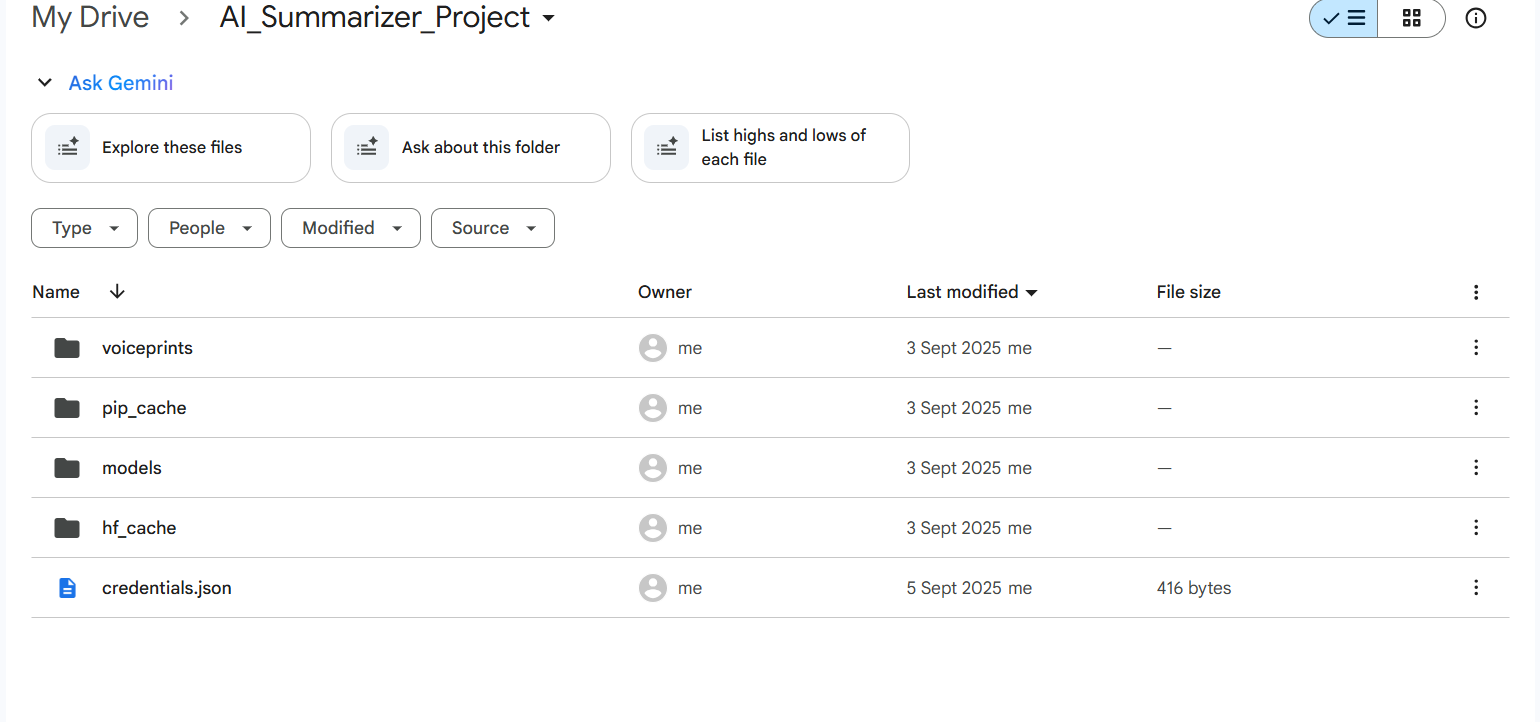 My Drive > AI_Summarizer_Project
Ask Gemini
Explore these files
Ask about this folder
List highs and lows of
each file
Type
People
Modified
Source
Name Owner Last modified File size
voiceprints me 3 Sept 2025 me —
pip_cache me 3 Sept 2025 me —
models me 3 Sept 2025 me —
hf_cache me 3 Sept 2025 me —
credentials.json me 5 Sept 2025 me 416 bytes